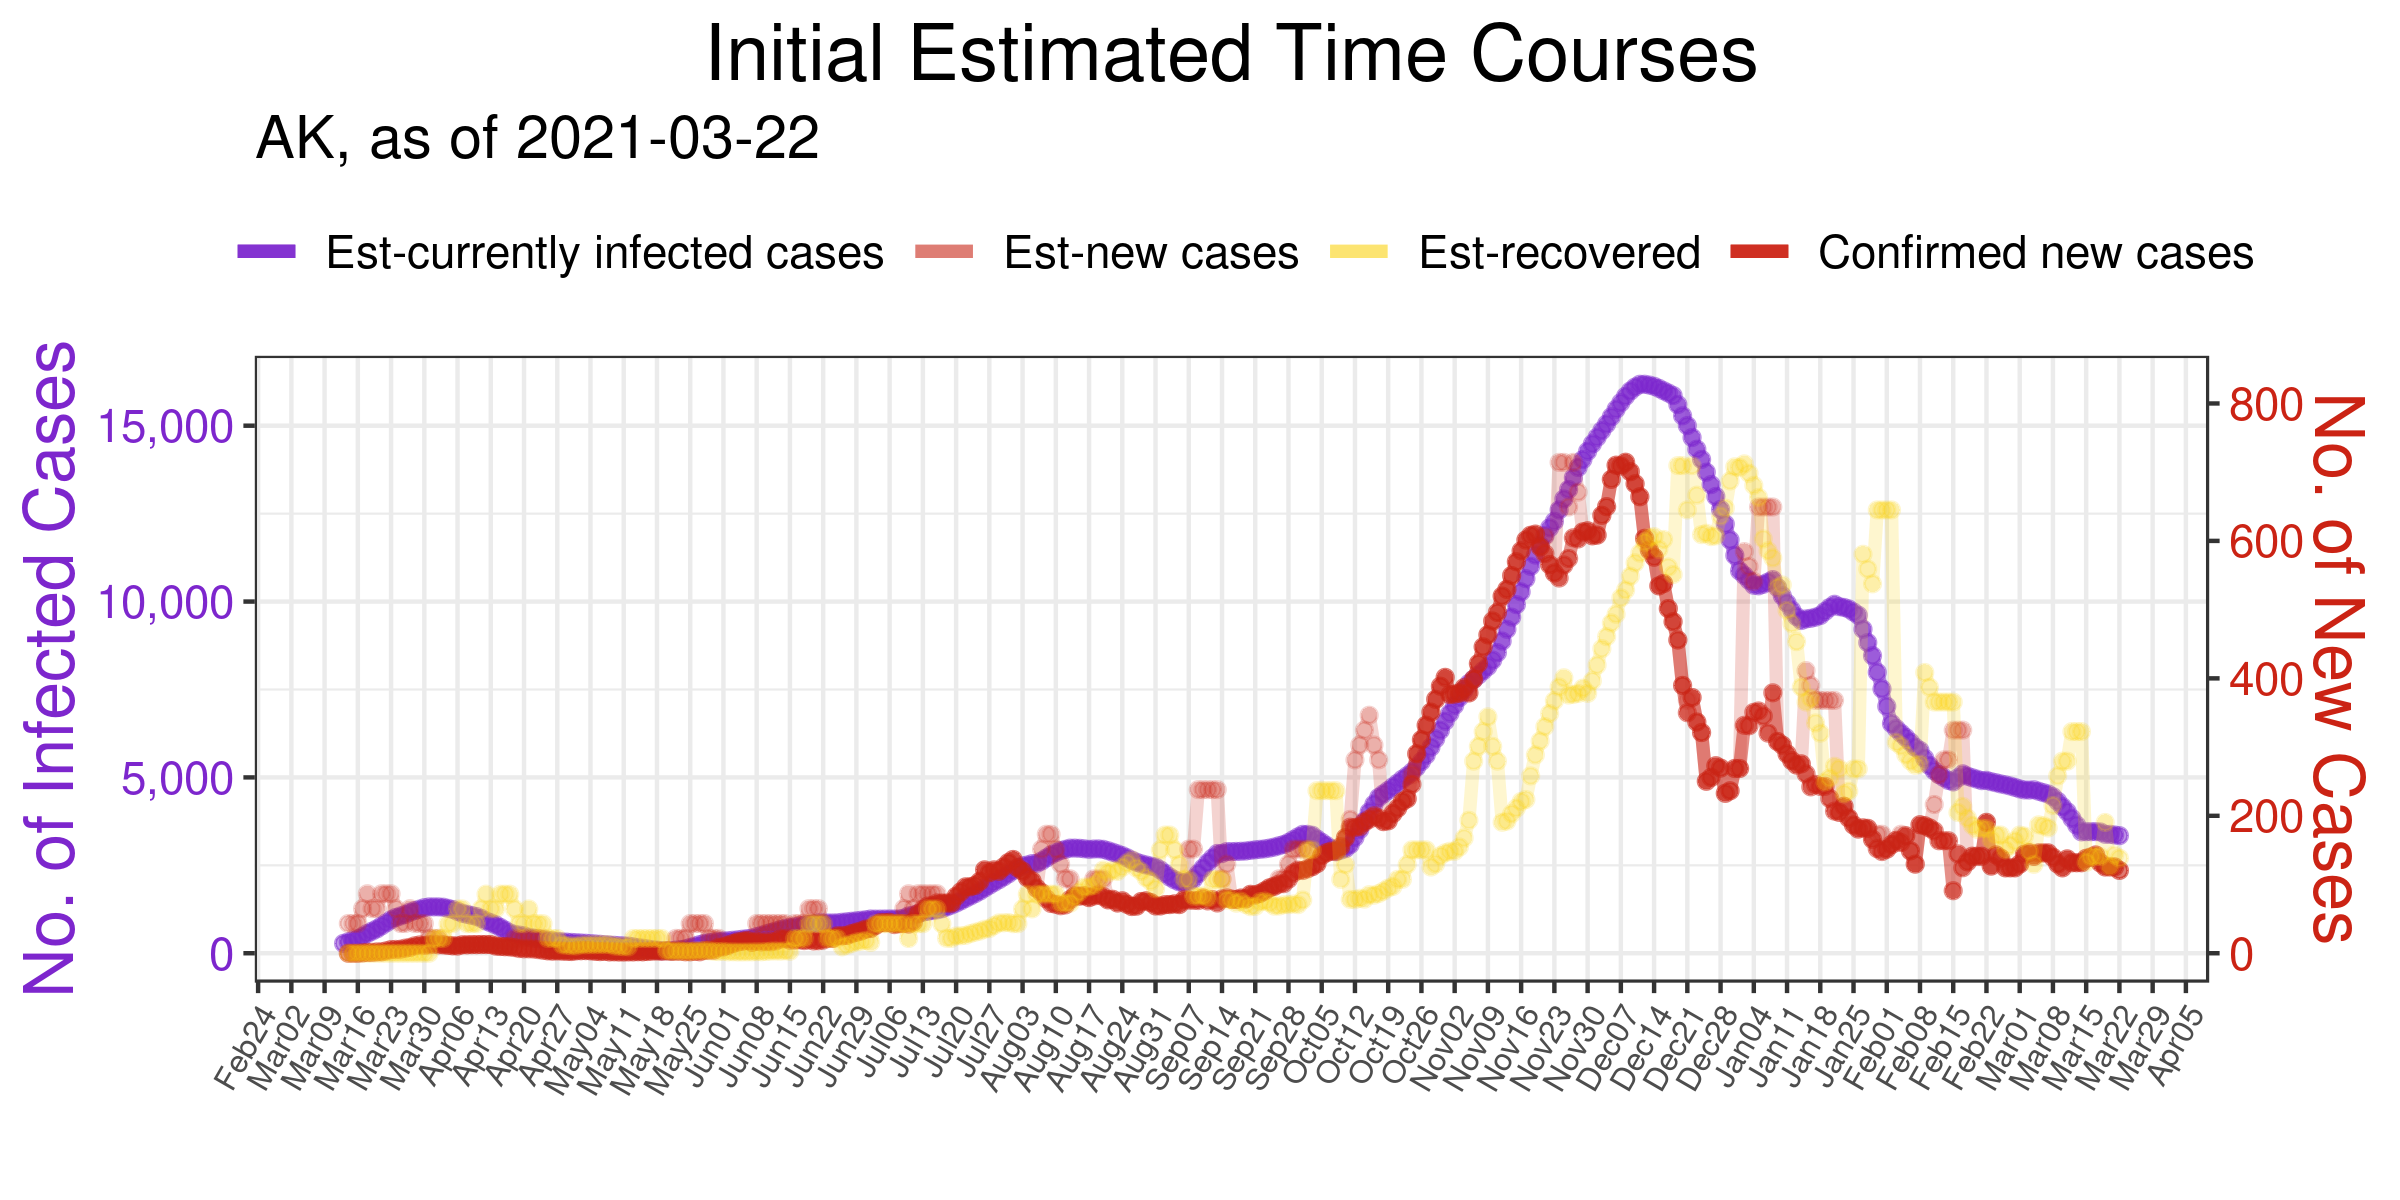 Initial Estimated Time Courses
AK, as of 2021-03-22
Est-currently infected cases Est-new cases Est-recovered Confirmed new cases
No. of Infected Cases
15,000
10,000
5,000
0
800
600
400
200
0
No. of New Cases
Feb24 Mar02 Mar09 Mar16 Mar23 Mar30 Apr06 Apr13 Apr20 Apr27 May04 May11 May18 May25 Jun01 Jun08 Jun15 Jun22 Jun29 Jul06 Jul13 Jul20 Jul27 Aug03 Aug10 Aug17 Aug24 Aug31 Sep07 Sep14 Sep21 Sep28 Oct05 Oct12 Oct19 Oct26 Nov02 Nov09 Nov16 Nov23 Nov30 Dec07 Dec14 Dec21 Dec28 Jan04 Jan11 Jan18 Jan25 Feb01 Feb08 Feb15 Feb22 Mar01 Mar08 Mar15 Mar22 Mar29 Apr05